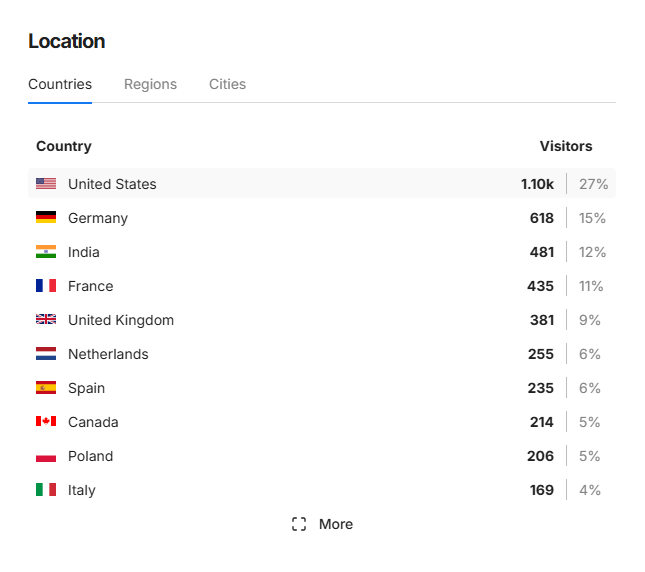 Location
Countries Regions Cities
Country Visitors
United States 1.10k 27%
Germany 618 15%
India 481 12%
France 435 11%
United Kingdom 381 9%
Netherlands 255 6%
Spain 235 6%
Canada 214 5%
Poland 206 5%
Italy 169 4%
More